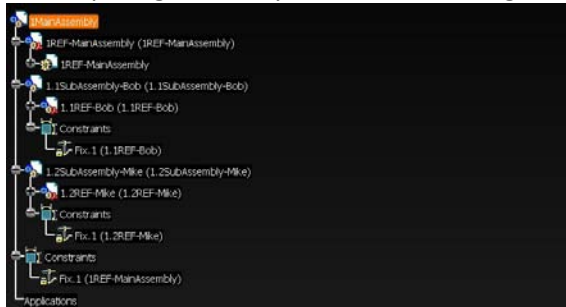 1MainAssembly
1REF-MainAssembly (1REF-MainAssembly)
1REF-MainAssembly
1.1SubAssembly-Bob (1.1SubAssembly-Bob)
1.1REF-Bob (1.1REF-Bob)
Constraints
Fix.1 (1.1REF-Bob)
1.2SubAssembly-Mike (1.2SubAssembly-Mike)
1.2REF-Mike (1.2REF-Mike)
Constraints
Fix.1 (1.2REF-Mike)
Constraints
Fix.1 (1REF-MainAssembly)
Applications